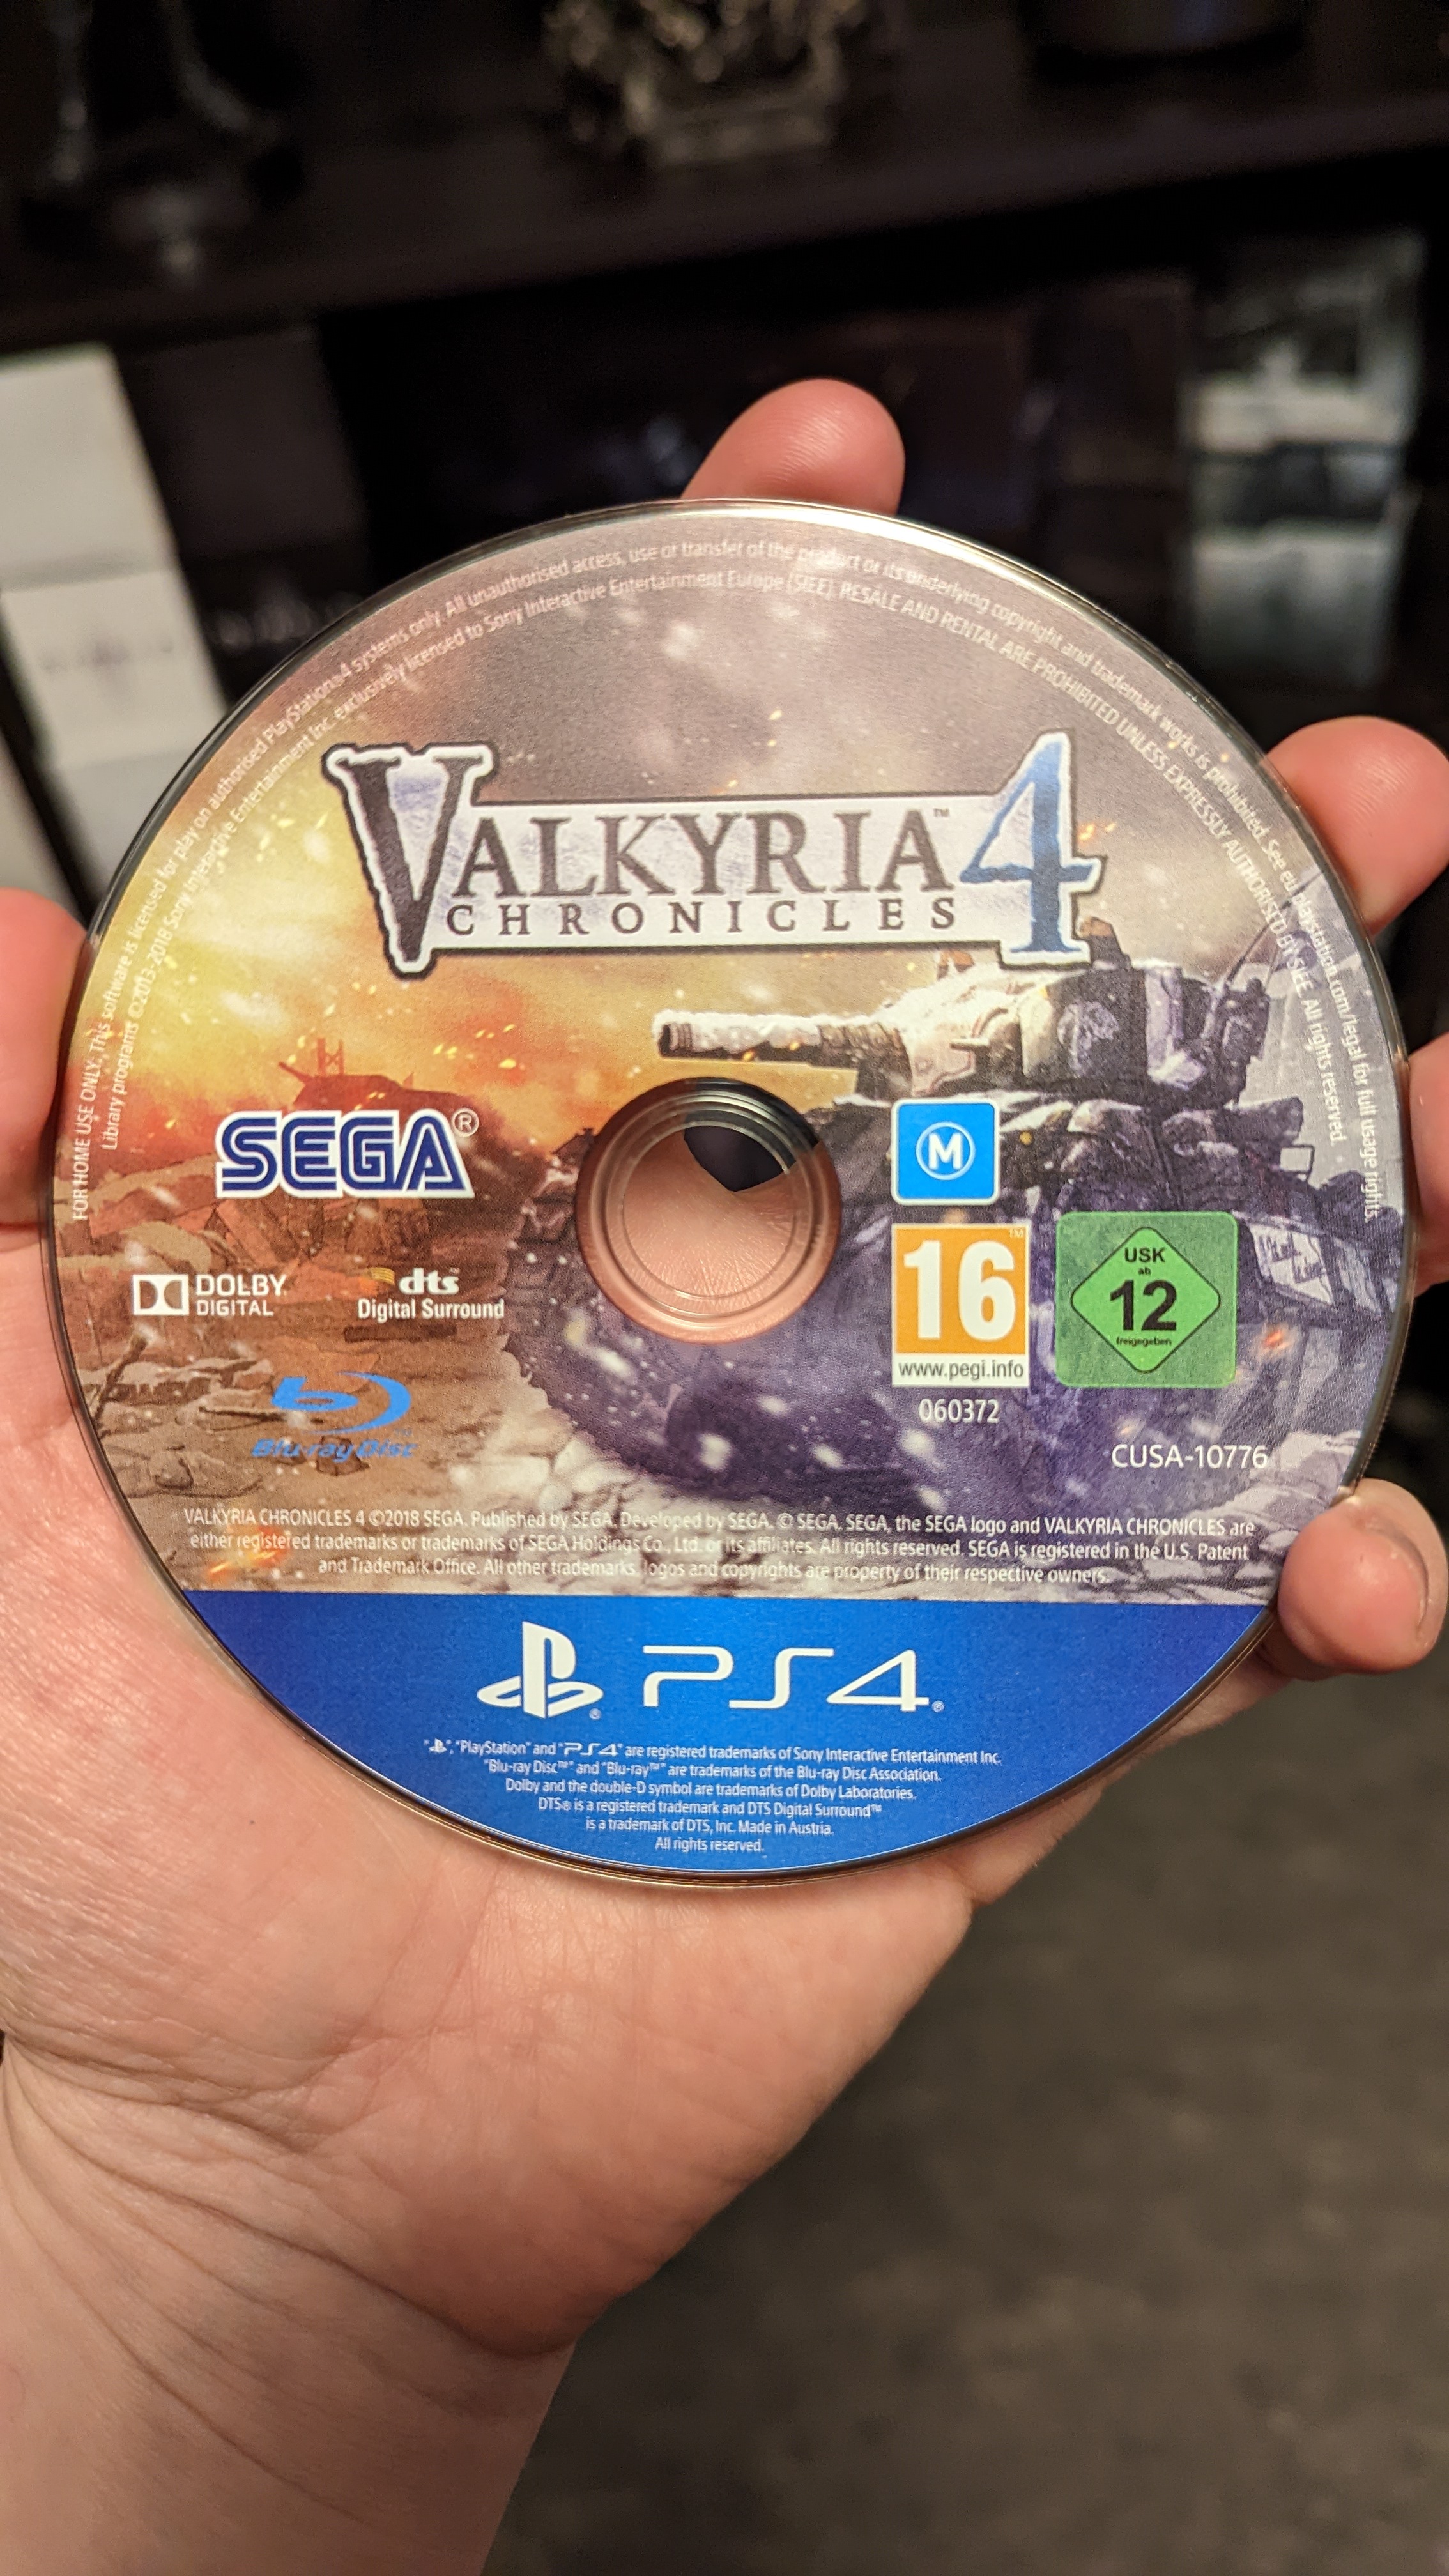 FOR HOME USE ONLY. This software is licensed for play on authorised PlayStation®4 systems only. All unauthorised access, use or transfer of the product or its underlying copyright and trademark works is prohibited. See eu.playstation.com/legal for full usage rights.
Library programs ©2013-2018 Sony Interactive Entertainment Inc. exclusively licensed to Sony Interactive Entertainment Europe (SIEE). RESALE AND RENTAL ARE PROHIBITED UNLESS EXPRESSLY AUTHORISED BY SIEE. All rights reserved.
VALKYRIA™ 4
CHRONICLES
SEGA®
M
DOLBY
DIGITAL
dts
Digital Surround
16™
www.pegi.info
060372
USK
ab
12
freigegeben
Blu-ray Disc
CUSA-10776
VALKYRIA CHRONICLES 4 ©2018 SEGA. Published by SEGA. Developed by SEGA. © SEGA. SEGA, the SEGA logo and VALKYRIA CHRONICLES are
either registered trademarks or trademarks of SEGA Holdings Co., Ltd. or its affiliates. All rights reserved. SEGA is registered in the U.S. Patent
and Trademark Office. All other trademarks, logos and copyrights are property of their respective owners.
PS4®
"", "PlayStation" and "PS4" are registered trademarks of Sony Interactive Entertainment Inc.
"Blu-ray Disc™" and "Blu-ray™" are trademarks of the Blu-ray Disc Association.
Dolby and the double-D symbol are trademarks of Dolby Laboratories.
DTS® is a registered trademark and DTS Digital Surround™
is a trademark of DTS, Inc. Made in Austria.
All rights reserved.